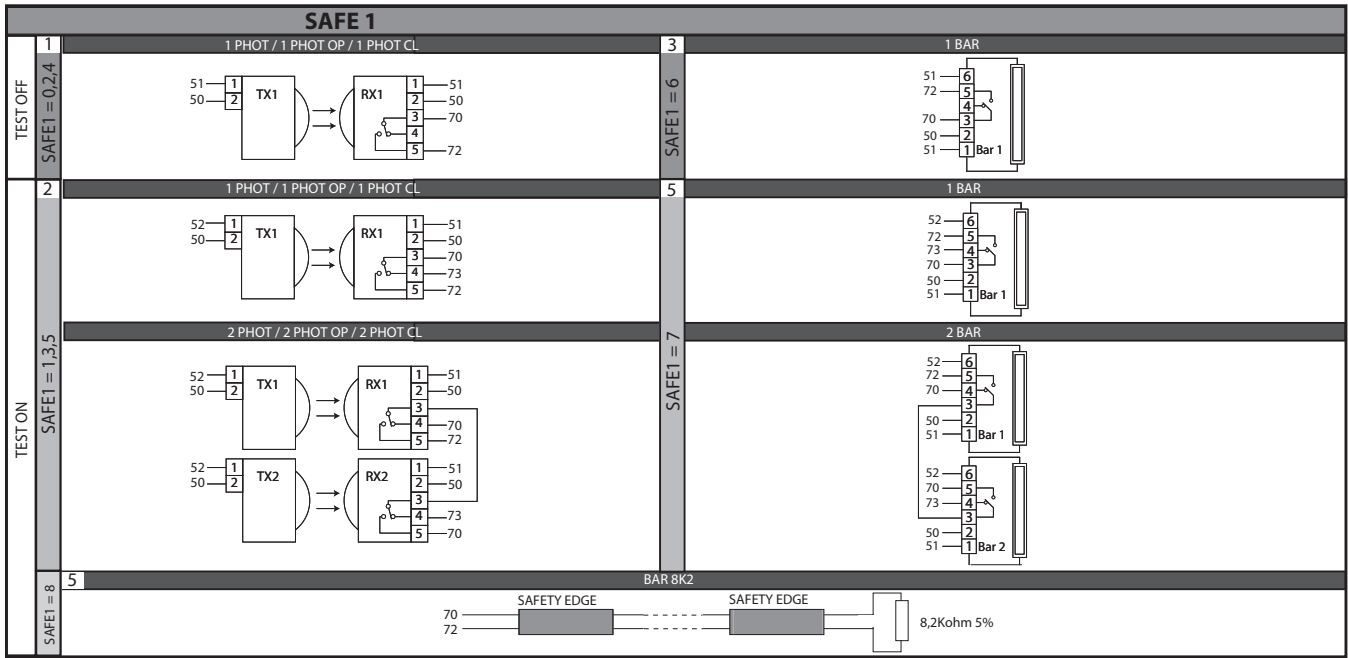 SAFE 1
TEST OFF
1
SAFE1 = 0,2,4
1 PHOT / 1 PHOT OP / 1 PHOT CL
51 1 TX1 RX1 1 51
50 2 2 50
3 70
4
5 72
3
SAFE1 = 6
1 BAR
51 6
72 5
4
70 3
50 2
51 1 Bar 1
TEST ON
2
SAFE1 = 1,3,5
1 PHOT / 1 PHOT OP / 1 PHOT CL
52 1 TX1 RX1 1 51
50 2 2 50
3 70
4 73
5 72
5
SAFE1 = 7
1 BAR
52 6
72 5
73 4
70 3
50 2
51 1 Bar 1
2 PHOT / 2 PHOT OP / 2 PHOT CL
52 1 TX1 RX1 1 51
50 2 2 50
3
4 70
5 72
52 1 TX2 RX2 1 51
50 2 2 50
3
4 73
5 70
2 BAR
52 6
72 5
70 4
3
50 2
51 1 Bar 1
52 6
70 5
73 4
3
50 2
51 1 Bar 2
SAFE1 = 8
5
BAR 8K2
SAFETY EDGE SAFETY EDGE
70
72
8,2Kohm 5%